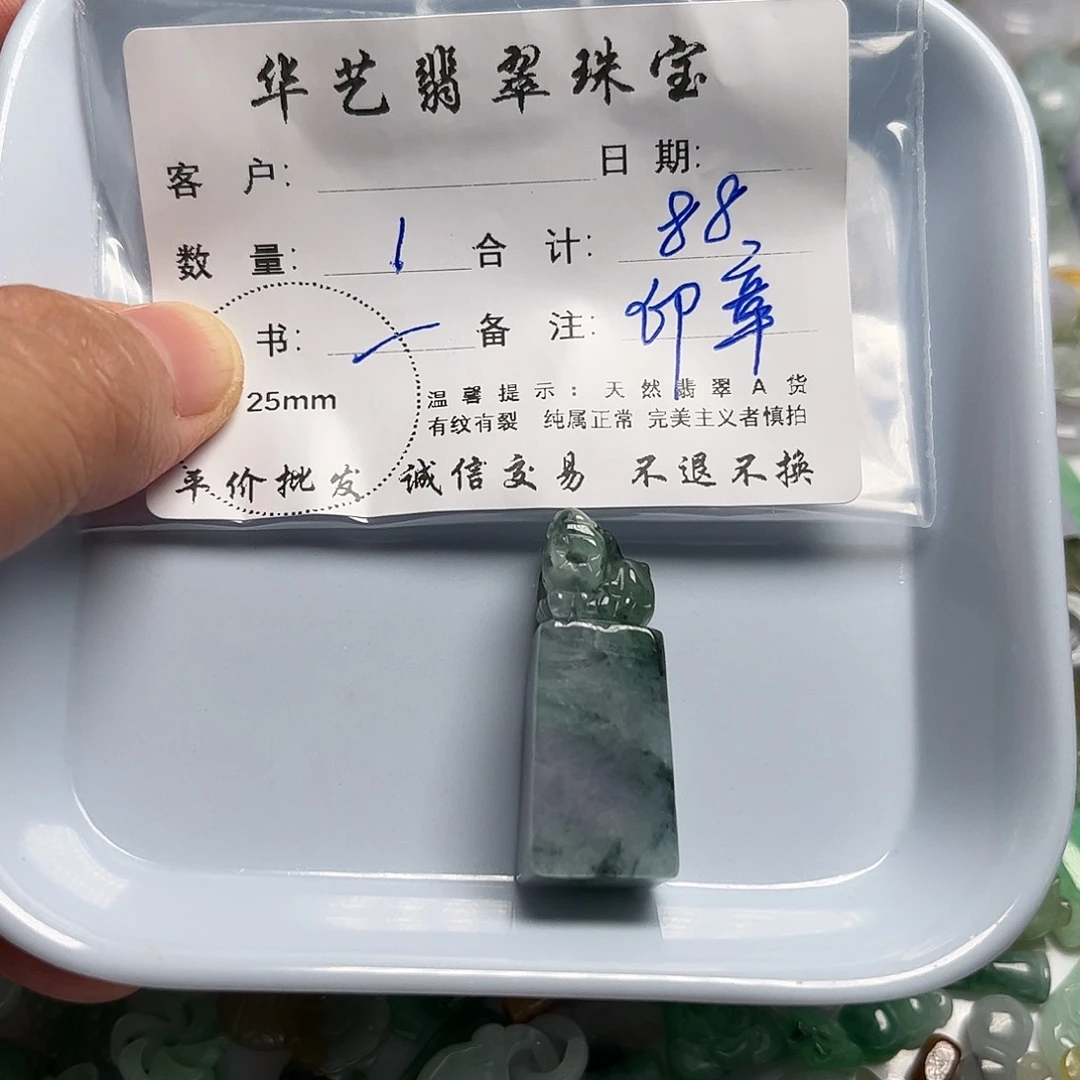 华艺翡翠珠宝
客 户: 日 期:
数 量: 1 合 计: 88
书: 一 备 注: 印章
25mm
温馨提示：天然翡翠A货
有纹有裂 纯属正常 完美主义者慎拍
平价批发 诚信交易 不退不换